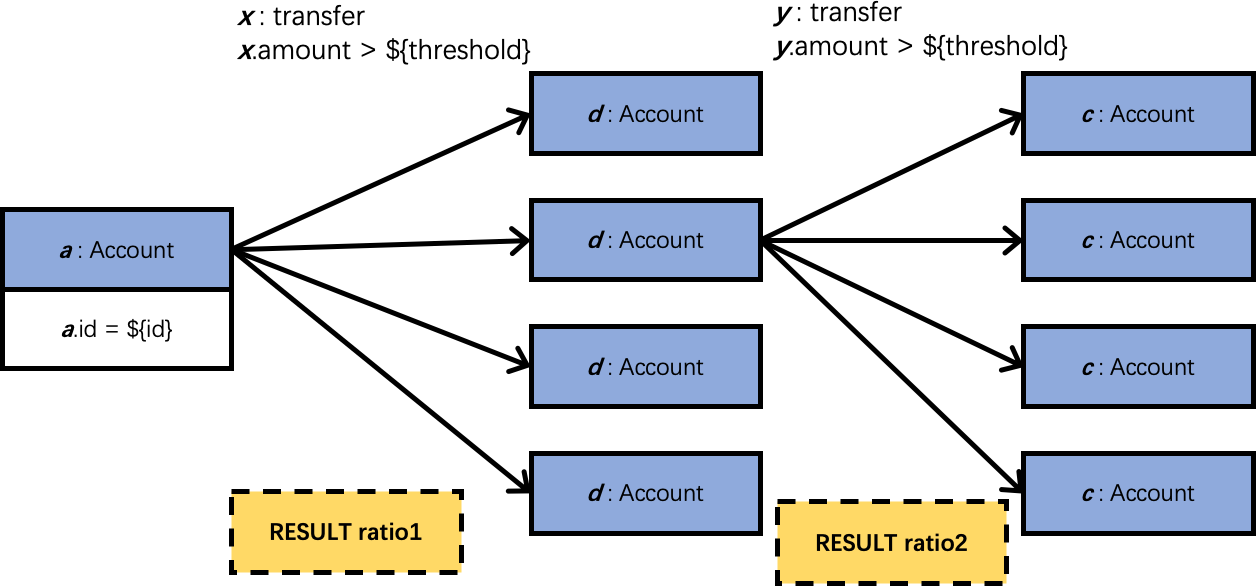 x : transfer
x.amount > ${threshold}
y : transfer
y.amount > ${threshold}
a : Account
a.id = ${id}
d : Account
d : Account
d : Account
d : Account
c : Account
c : Account
c : Account
c : Account
RESULT ratio1
RESULT ratio2